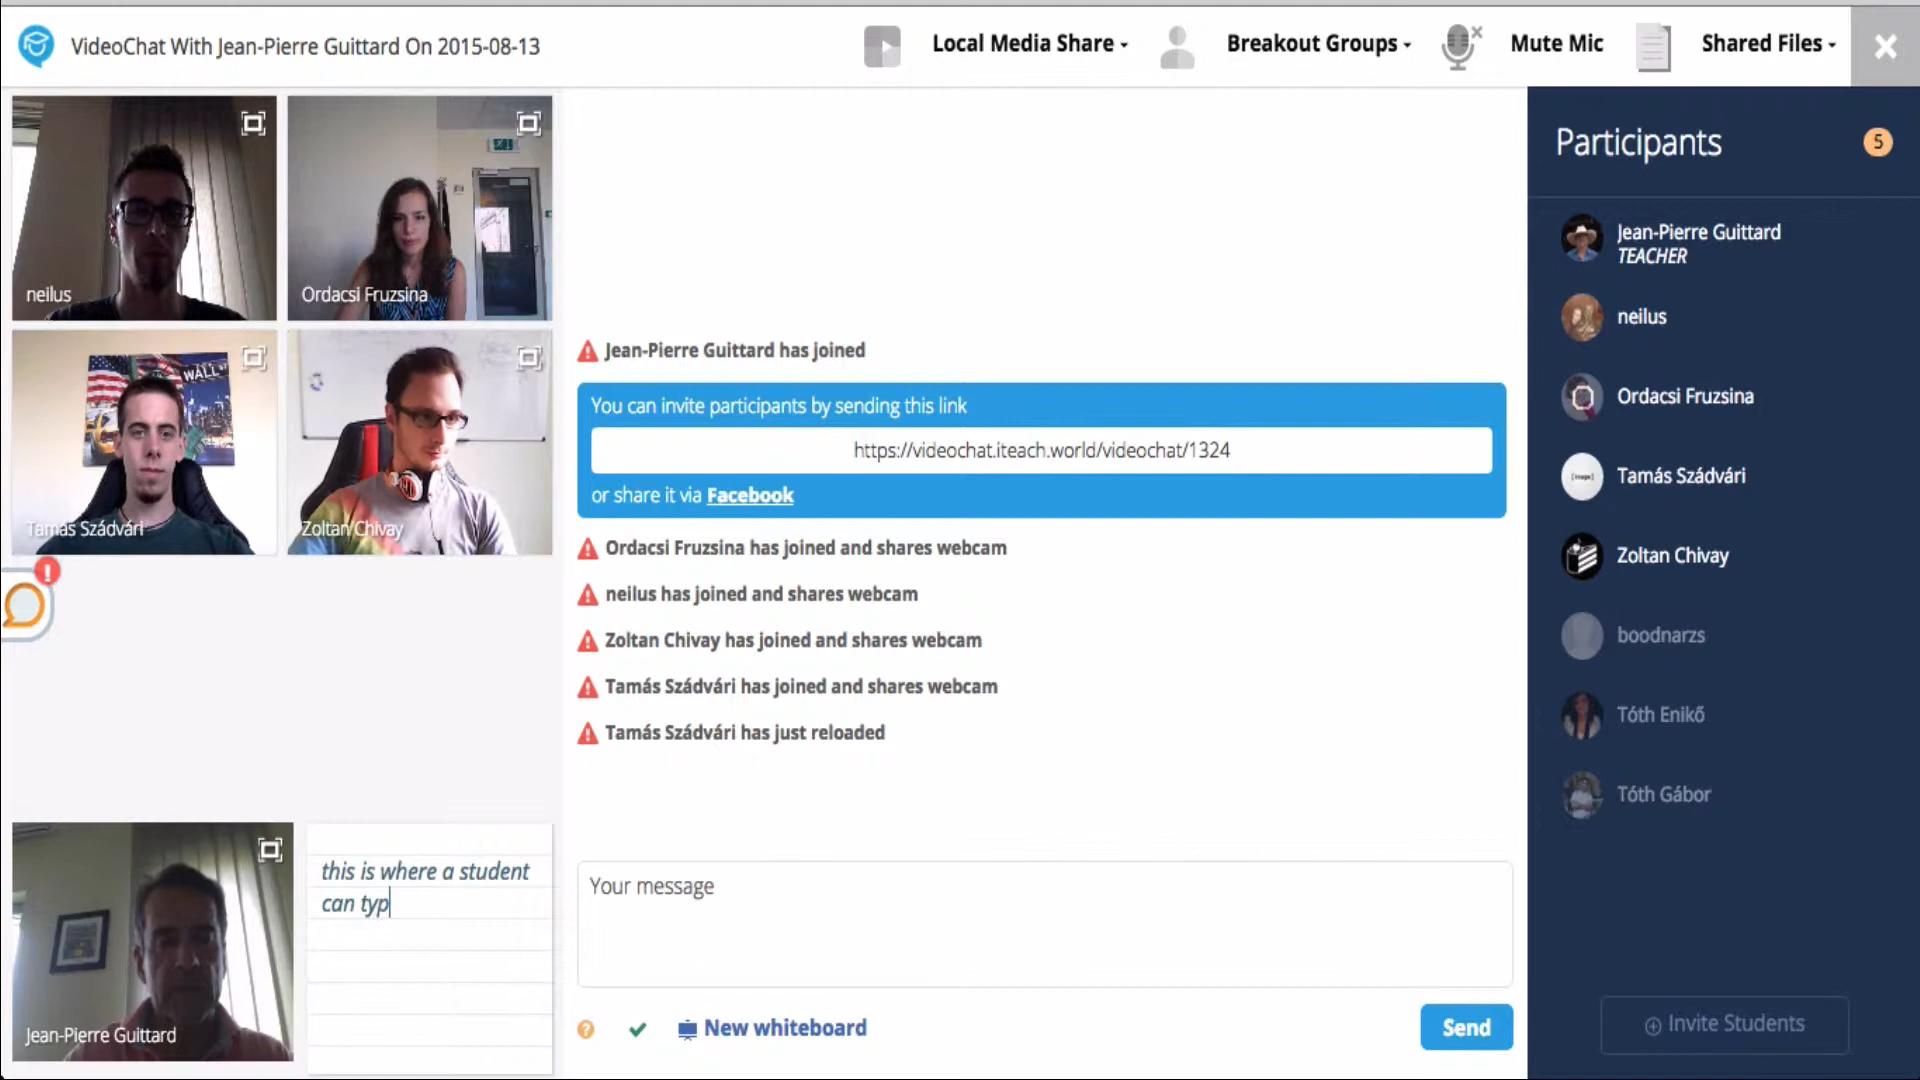 VideoChat With Jean-Pierre Guittard On 2015-08-13
Local Media Share
Breakout Groups
Mute Mic
Shared Files
neilus
Ordacsi Fruzsina
WALL ST
Tamás Szádvári
Zoltan Chivay
Jean-Pierre Guittard
this is where a student
can typ
Jean-Pierre Guittard has joined
You can invite participants by sending this link
https://videochat.iteach.world/videochat/1324
or share it via Facebook
Ordacsi Fruzsina has joined and shares webcam
neilus has joined and shares webcam
Zoltan Chivay has joined and shares webcam
Tamás Szádvári has joined and shares webcam
Tamás Szádvári has just reloaded
Your message
New whiteboard
Send
Participants
5
Jean-Pierre Guittard
TEACHER
neilus
Ordacsi Fruzsina
Tamás Szádvári
Zoltan Chivay
boodnarzs
Tóth Enikő
Tóth Gábor
Invite Students